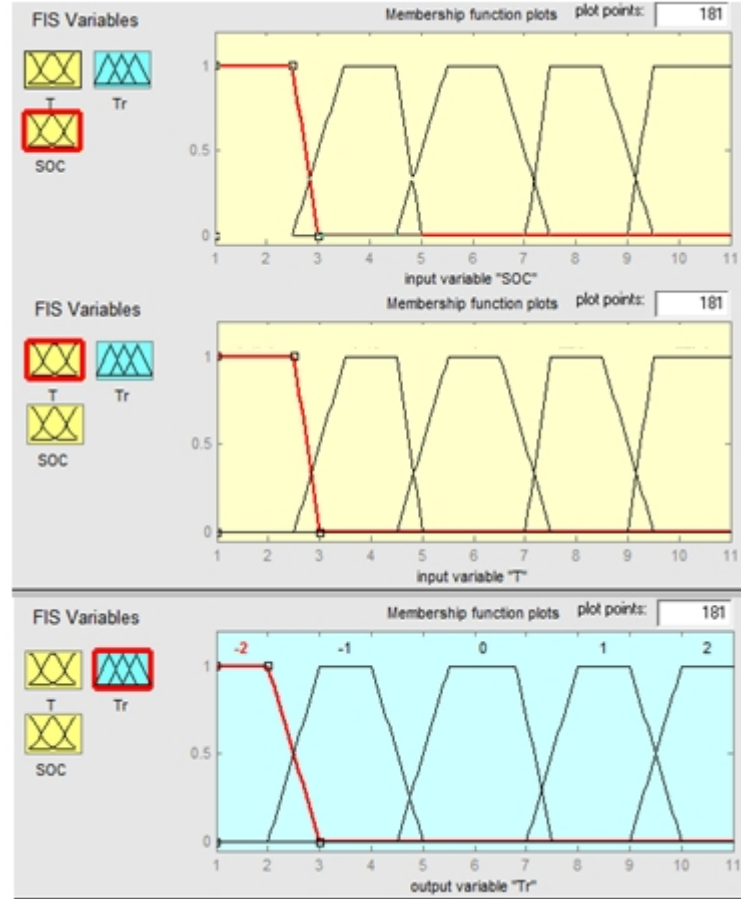 FIS Variables
Membership function plots plot points: 181
T Tr
SOC
1
0.5
0
1 2 3 4 5 6 7 8 9 10 11
input variable "SOC"
FIS Variables
Membership function plots plot points: 181
T Tr
SOC
1
0.5
0
1 2 3 4 5 6 7 8 9 10 11
input variable "T"
FIS Variables
Membership function plots plot points: 181
-2 -1 0 1 2
T Tr
SOC
1
0.5
0
1 2 3 4 5 6 7 8 9 10 11
output variable "Tr"